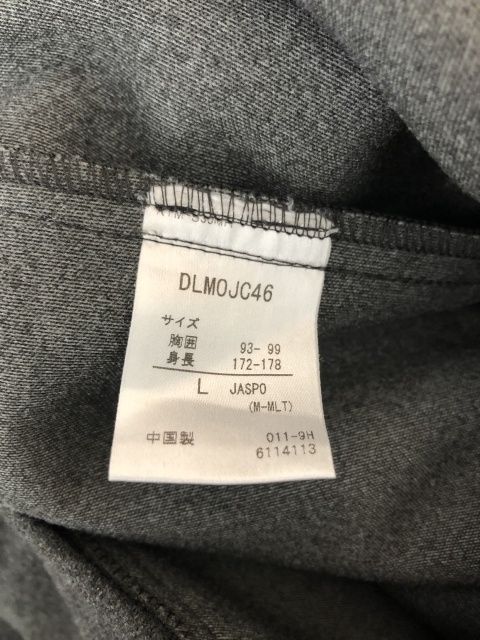 DLMOJC46
サイズ
胸囲 93- 99
身長 172-178
L JASPO
(M-MLT)
中国製 011-9H
6114113